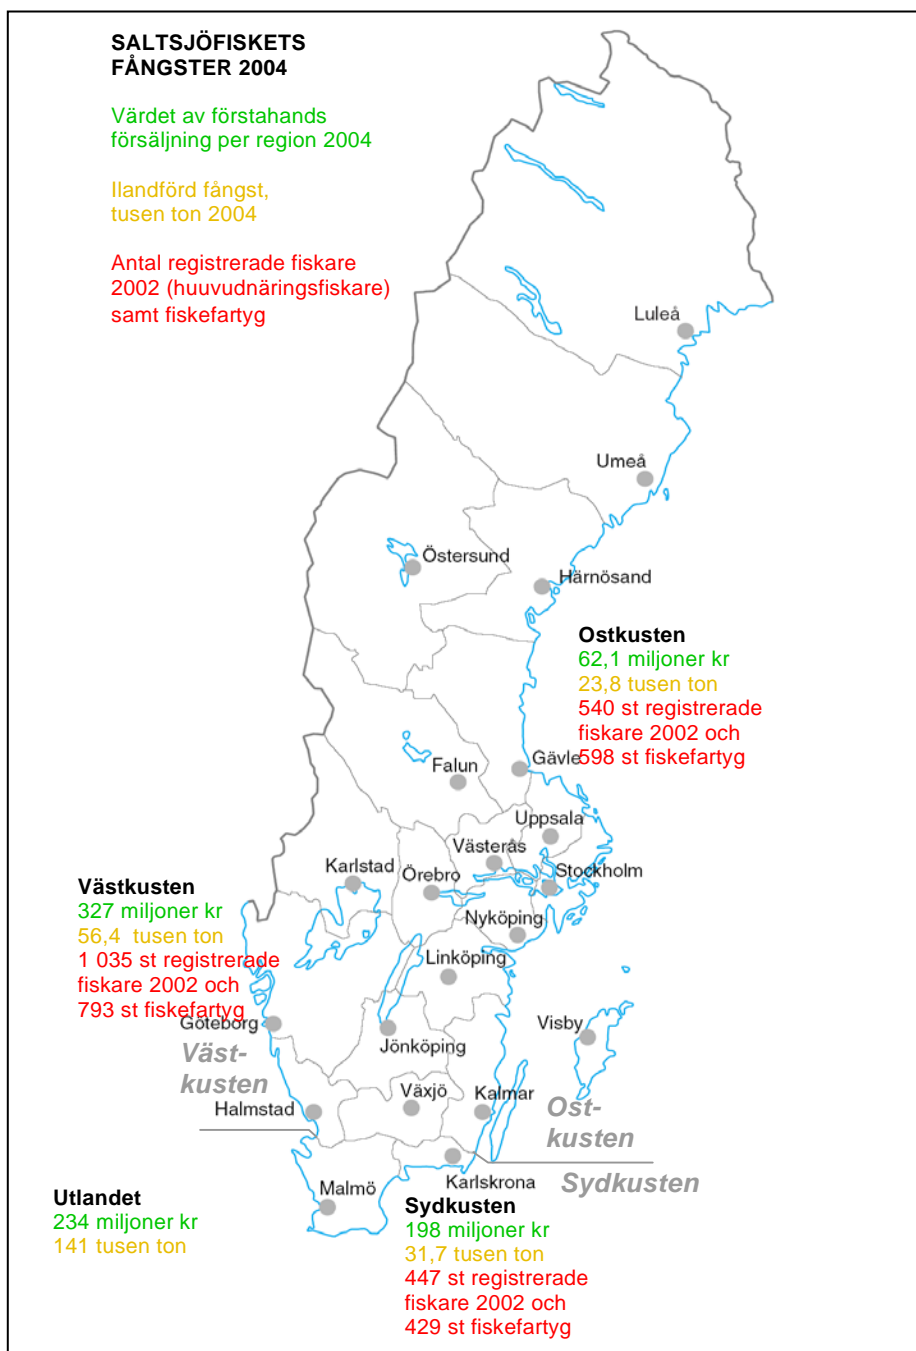 SALTSJÖFISKETS
FÅNGSTER 2004
Värdet av förstahands
försäljning per region 2004
Ilandförd fångst,
tusen ton 2004
Antal registrerade fiskare
2002 (huuvudnäringsfiskare)
samt fiskefartyg
Luleå
Umeå
Östersund
Härnösand
Ostkusten
62,1 miljoner kr
23,8 tusen ton
540 st registrerade
fiskare 2002 och
598 st fiskefartyg
Gävle
Falun
Uppsala
Västerås
Karlstad
Örebro
Stockholm
Västkusten
327 miljoner kr
56,4 tusen ton
1 035 st registrerade
fiskare 2002 och
793 st fiskefartyg
Nyköping
Linköping
Göteborg
Jönköping
Visby
Väst-
kusten
Växjö
Kalmar
Halmstad
Ost-
kusten
Karlskrona
Sydkusten
Malmö
Utlandet
234 miljoner kr
141 tusen ton
Sydkusten
198 miljoner kr
31,7 tusen ton
447 st registrerade
fiskare 2002 och
429 st fiskefartyg